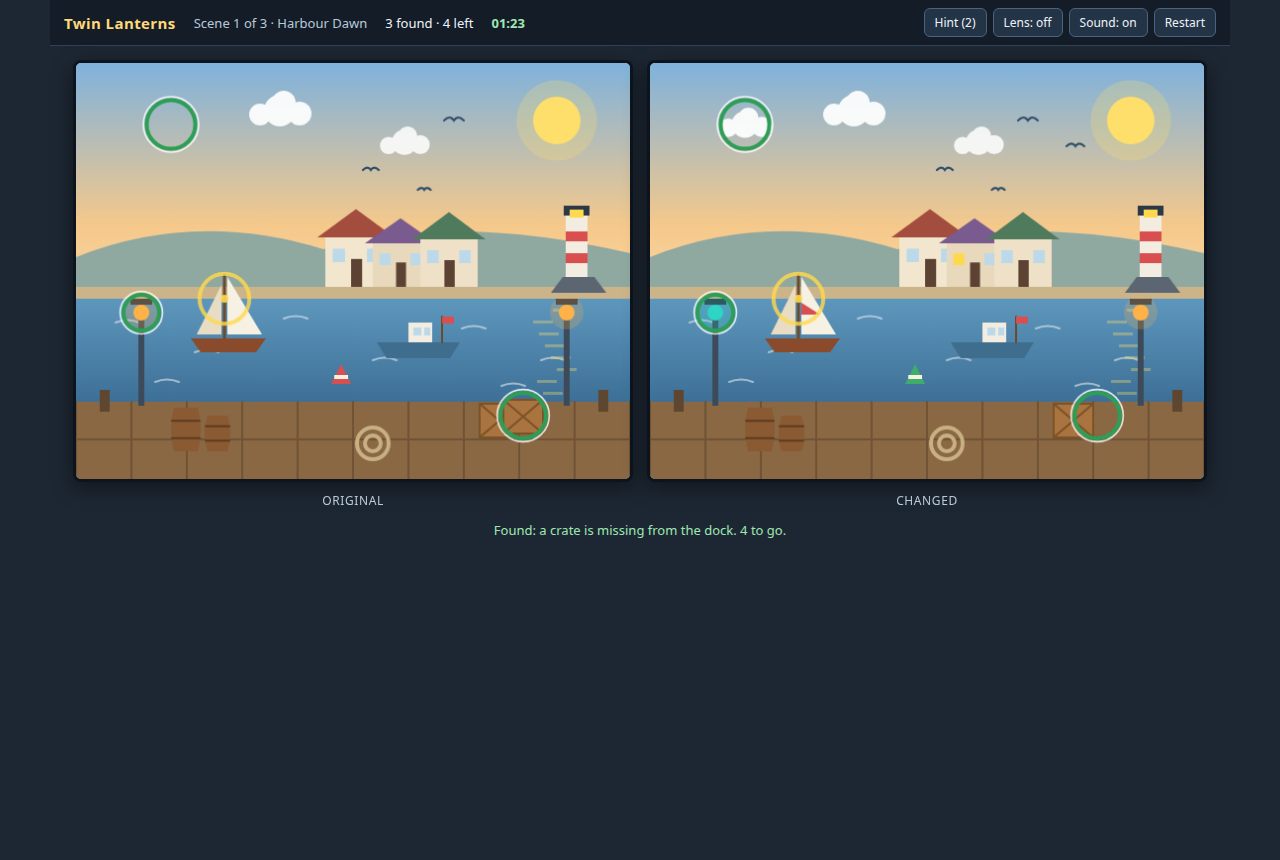 Twin Lanterns Scene 1 of 3 · Harbour Dawn 3 found · 4 left 01:23 Hint (2) Lens: off Sound: on Restart
ORIGINAL CHANGED
Found: a crate is missing from the dock. 4 to go.